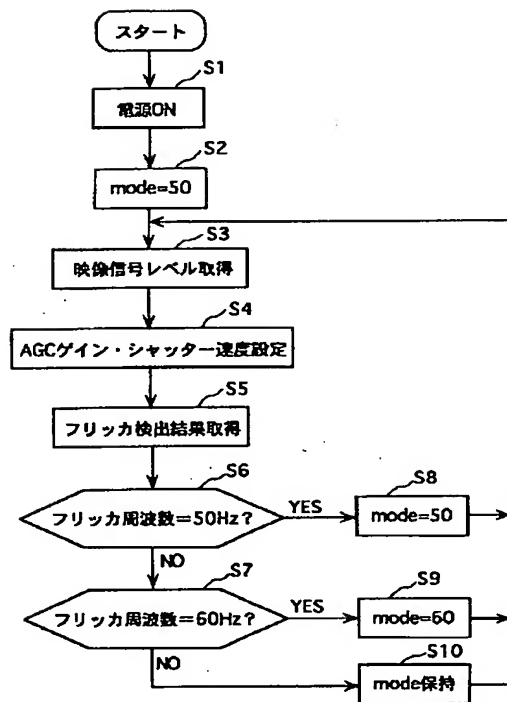 スタート
S1
電源ON
S2
mode=50
S3
映像信号レベル取得
S4
AGCゲイン・シャッター速度設定
S5
フリッカ検出結果取得
S6
フリッカ周波数=50Hz?
YES
S8
mode=50
NO
S7
フリッカ周波数=60Hz?
YES
S9
mode=60
NO
S10
mode保持